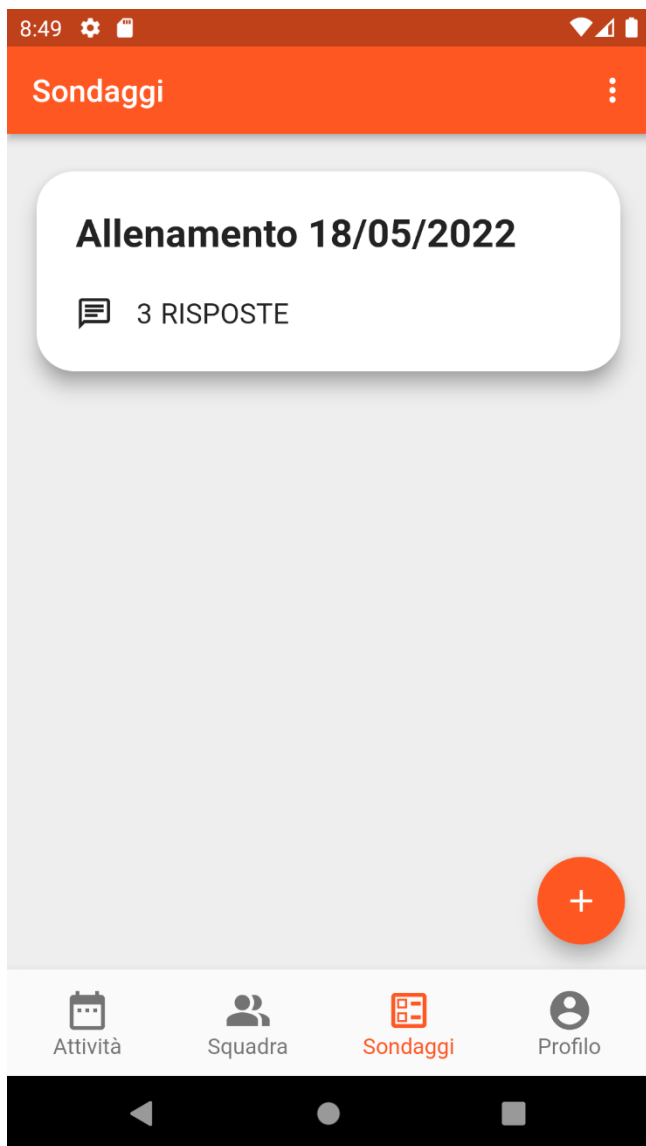 8:49
Sondaggi
Allenamento 18/05/2022
3 RISPOSTE
Attività Squadra Sondaggi Profilo